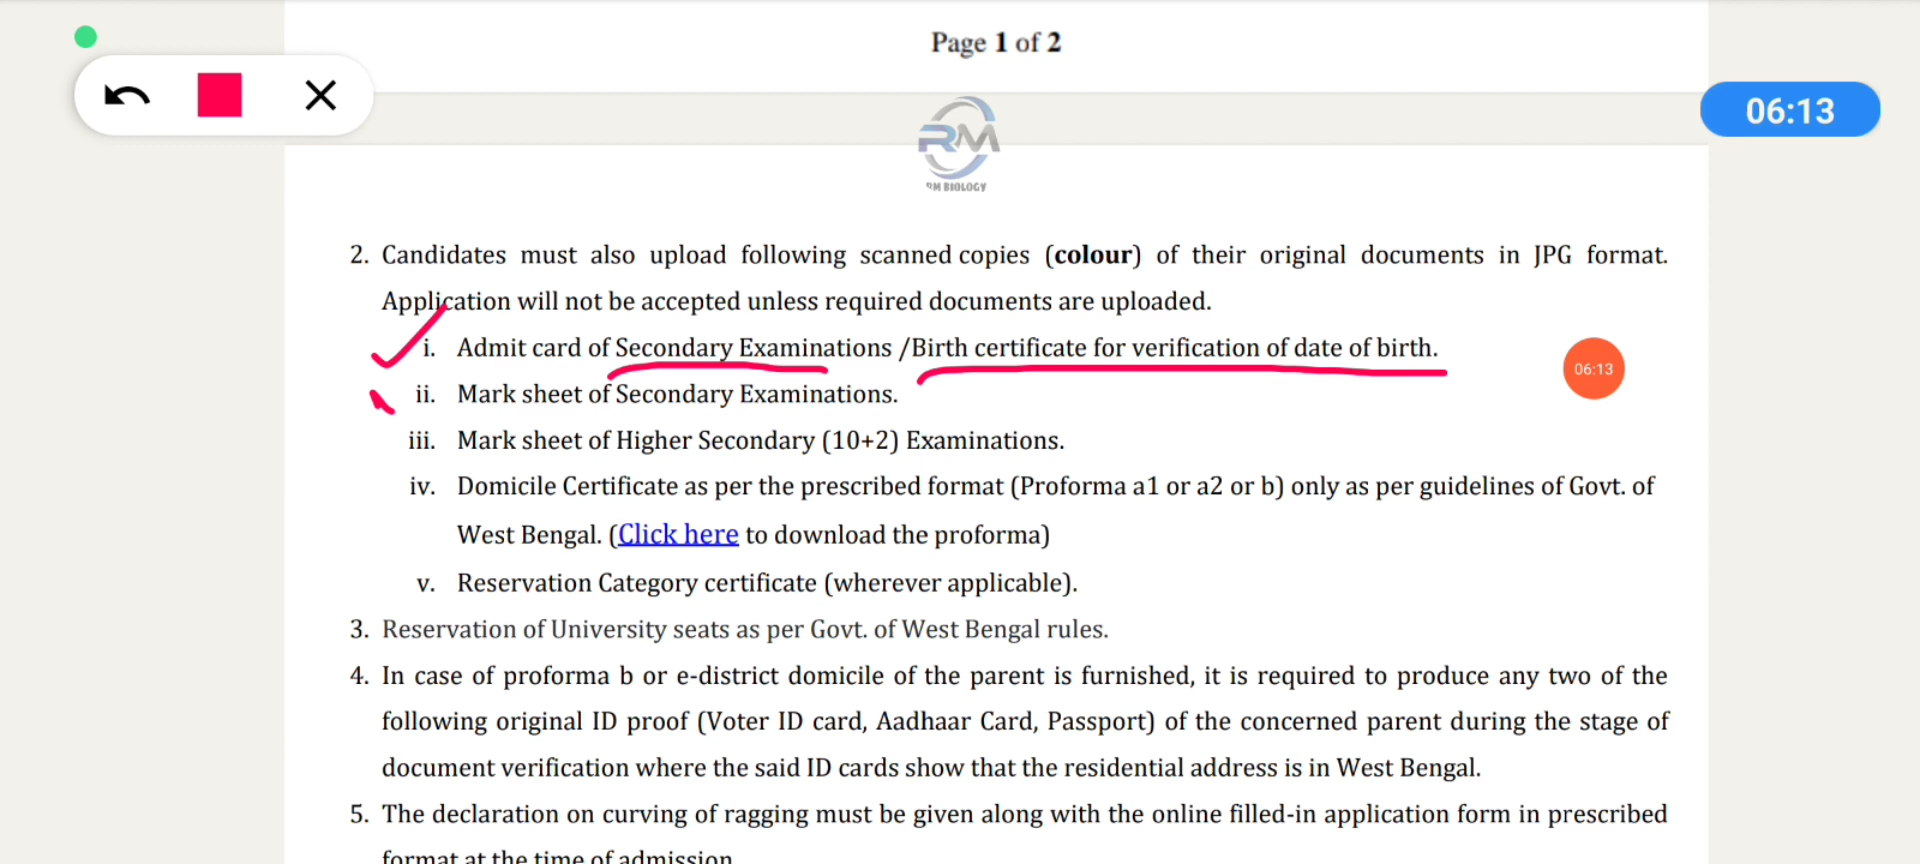 Page 1 of 2
06:13
RM
RM BIOLOGY
2. Candidates must also upload following scanned copies (colour) of their original documents in JPG format.
Application will not be accepted unless required documents are uploaded.
i. Admit card of Secondary Examinations /Birth certificate for verification of date of birth.
06:13
ii. Mark sheet of Secondary Examinations.
iii. Mark sheet of Higher Secondary (10+2) Examinations.
iv. Domicile Certificate as per the prescribed format (Proforma a1 or a2 or b) only as per guidelines of Govt. of
West Bengal. (Click here to download the proforma)
v. Reservation Category certificate (wherever applicable).
3. Reservation of University seats as per Govt. of West Bengal rules.
4. In case of proforma b or e-district domicile of the parent is furnished, it is required to produce any two of the
following original ID proof (Voter ID card, Aadhaar Card, Passport) of the concerned parent during the stage of
document verification where the said ID cards show that the residential address is in West Bengal.
5. The declaration on curving of ragging must be given along with the online filled-in application form in prescribed
format at the time of admission